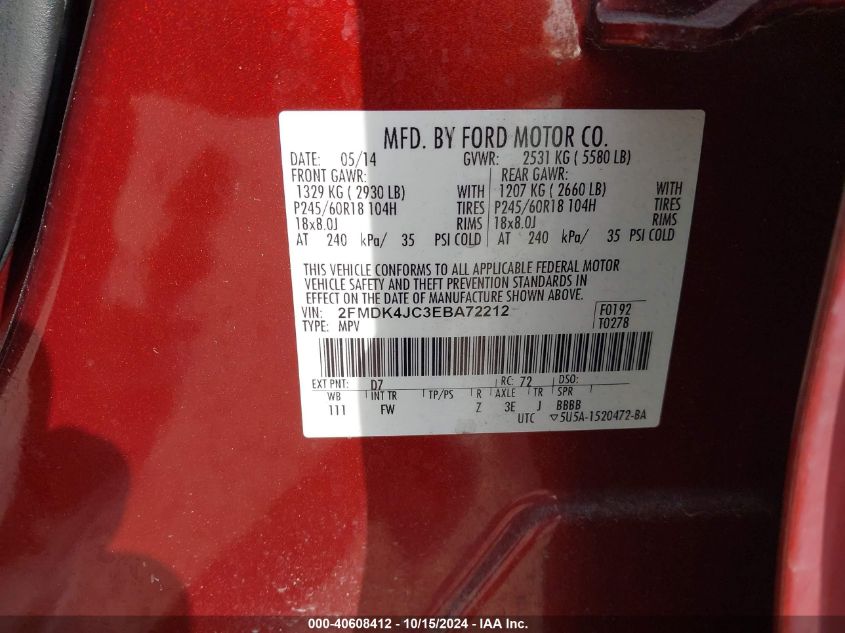 MFD. BY FORD MOTOR CO.
DATE: 05/14 GVWR: 2531 KG ( 5580 LB)
FRONT GAWR: REAR GAWR:
1329 KG ( 2930 LB) WITH 1207 KG ( 2660 LB) WITH
P245/60R18 104H TIRES P245/60R18 104H TIRES
18x8.0J RIMS 18x8.0J RIMS
AT 240 kPa/ 35 PSI COLD AT 240 kPa/ 35 PSI COLD
THIS VEHICLE CONFORMS TO ALL APPLICABLE FEDERAL MOTOR
VEHICLE SAFETY AND THEFT PREVENTION STANDARDS IN
EFFECT ON THE DATE OF MANUFACTURE SHOWN ABOVE.
VIN: 2FMDK4JC3EBA72212 F0192
TYPE: MPV T0278
EXT PNT: D7 RC: 72 DSO:
WB INT TR TP/PS R AXLE TR SPR
111 FW Z 3E J BBBB
UTC ▽5U5A-1520472-BA
000-40608412 - 10/15/2024 - IAA Inc.